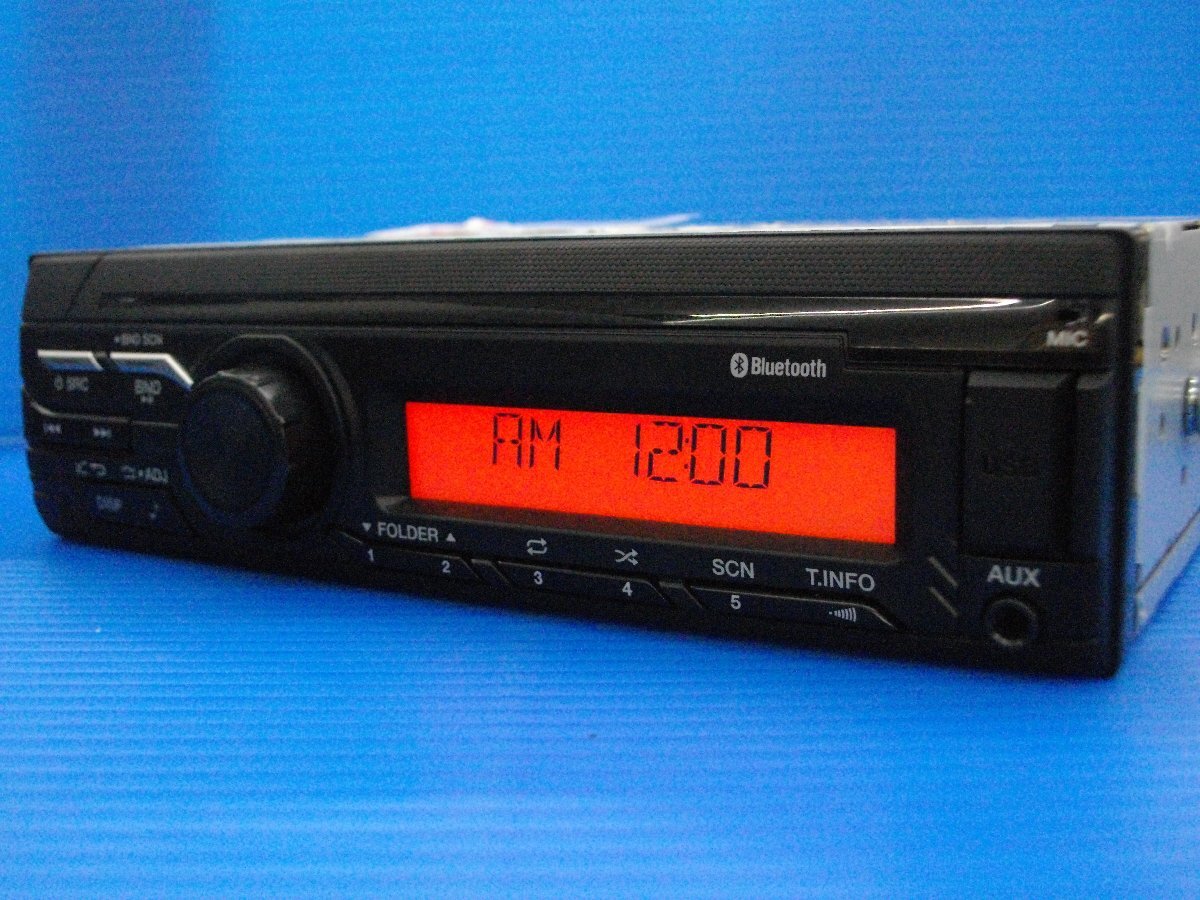 BND SCN
MIC
Bluetooth
SRC
BND
AM 12:00
ADJ
DISP
FOLDER
SCN
T.INFO
AUX
1
2
3
4
5
USB